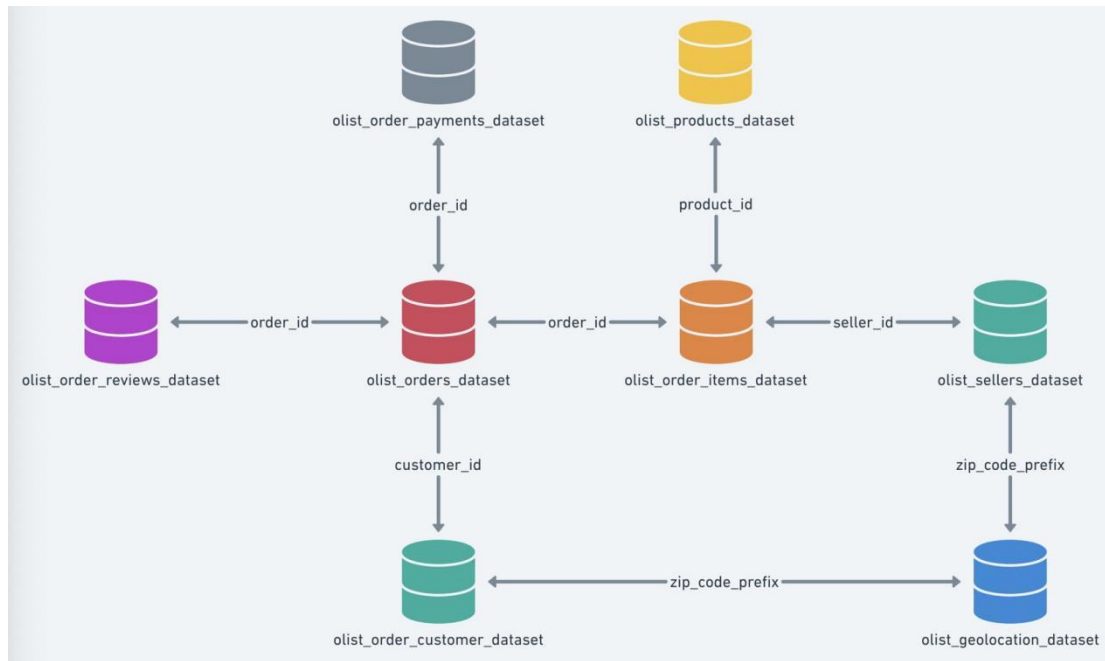 olist_order_payments_dataset
olist_products_dataset
order_id
product_id
order_id
order_id
seller_id
olist_order_reviews_dataset
olist_orders_dataset
olist_order_items_dataset
olist_sellers_dataset
customer_id
zip_code_prefix
zip_code_prefix
olist_order_customer_dataset
olist_geolocation_dataset